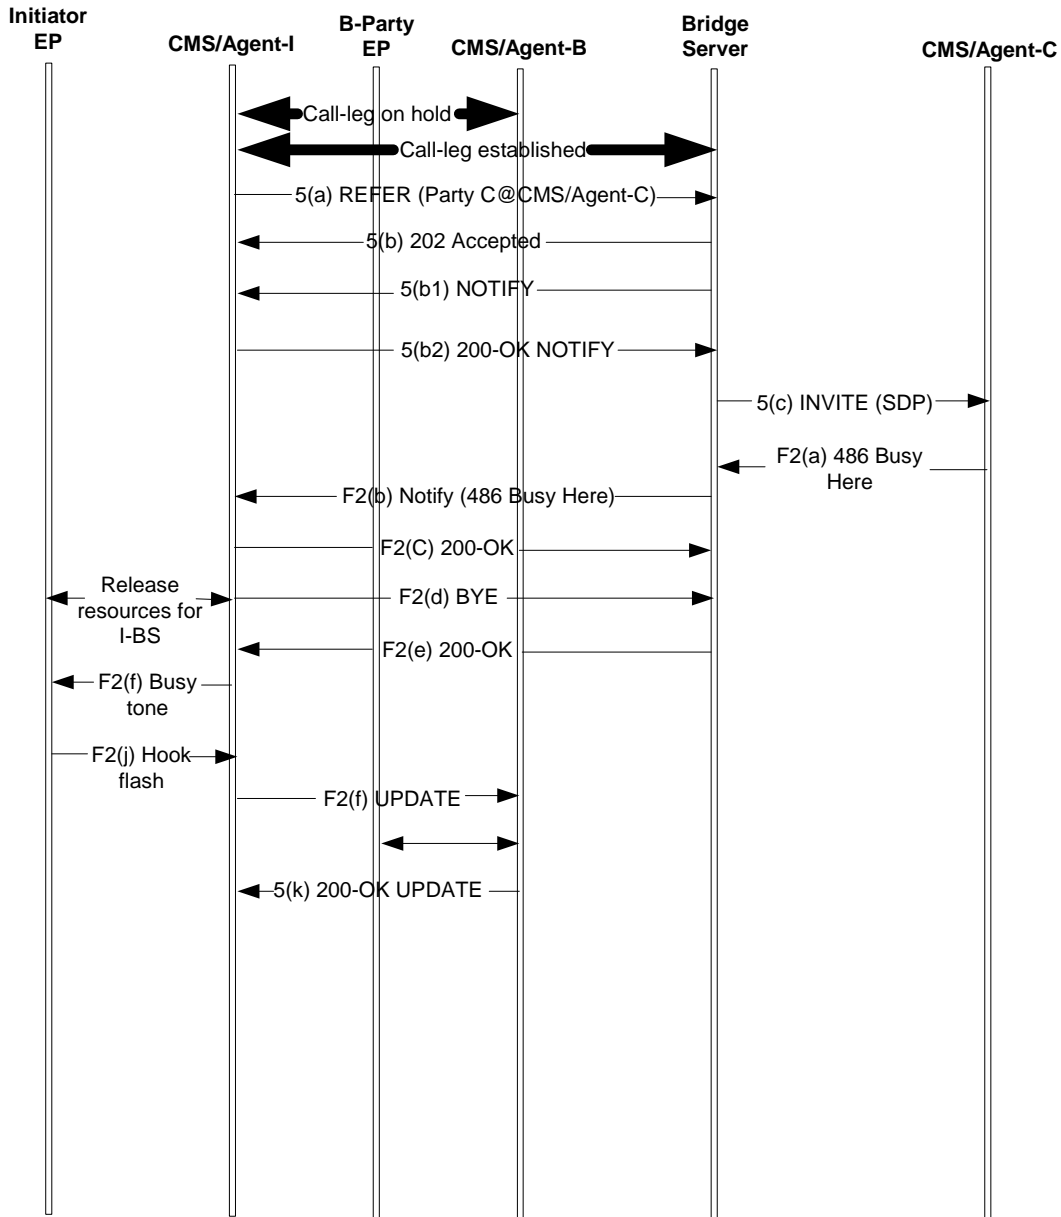 Initiator
EP
CMS/Agent-I
B-Party
EP
CMS/Agent-B
Bridge
Server
CMS/Agent-C
Call-leg on hold
Call-leg established
5(a) REFER (Party C@CMS/Agent-C)
5(b) 202 Accepted
5(b1) NOTIFY
5(b2) 200-OK NOTIFY
5(c) INVITE (SDP)
F2(a) 486 Busy
Here
F2(b) Notify (486 Busy Here)
F2(C) 200-OK
Release
resources for
I-BS
F2(d) BYE
F2(e) 200-OK
F2(f) Busy
tone
F2(j) Hook
flash
F2(f) UPDATE
5(k) 200-OK UPDATE